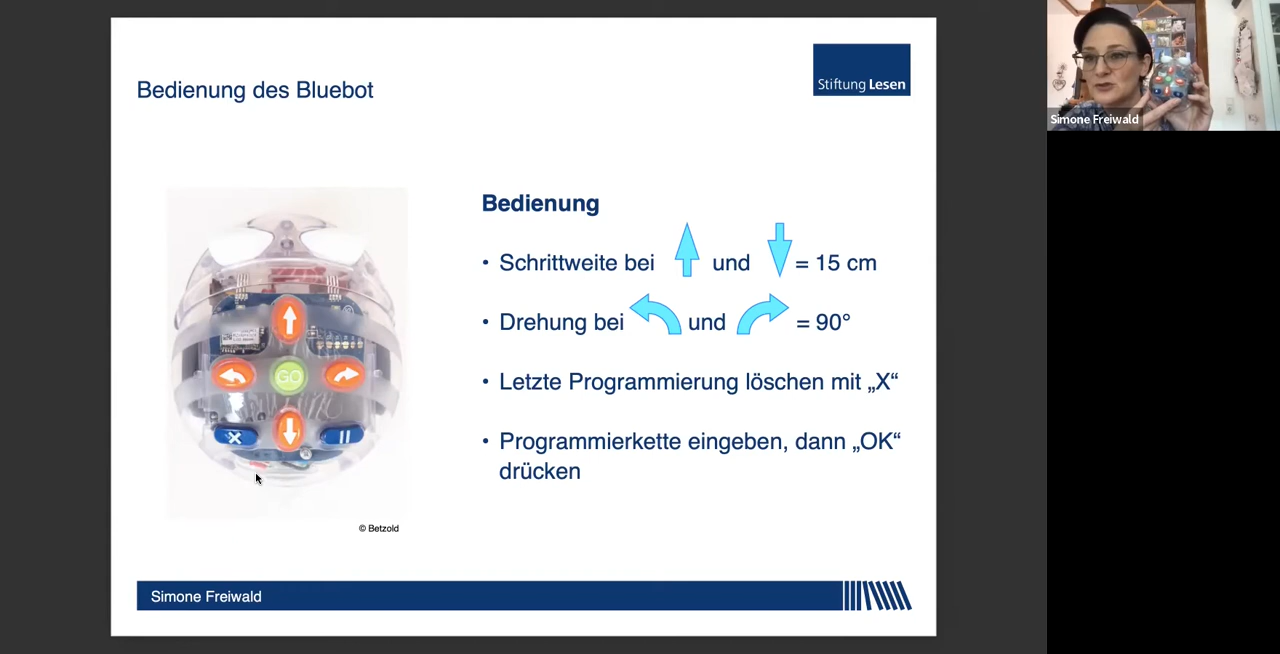 Bedienung des Bluebot
Stiftung Lesen
Simone Freiwald
Bedienung
• Schrittweite bei und = 15 cm
• Drehung bei und = 90°
• Letzte Programmierung löschen mit „X“
• Programmierkette eingeben, dann „OK“
drücken
GO
© Betzold
Simone Freiwald